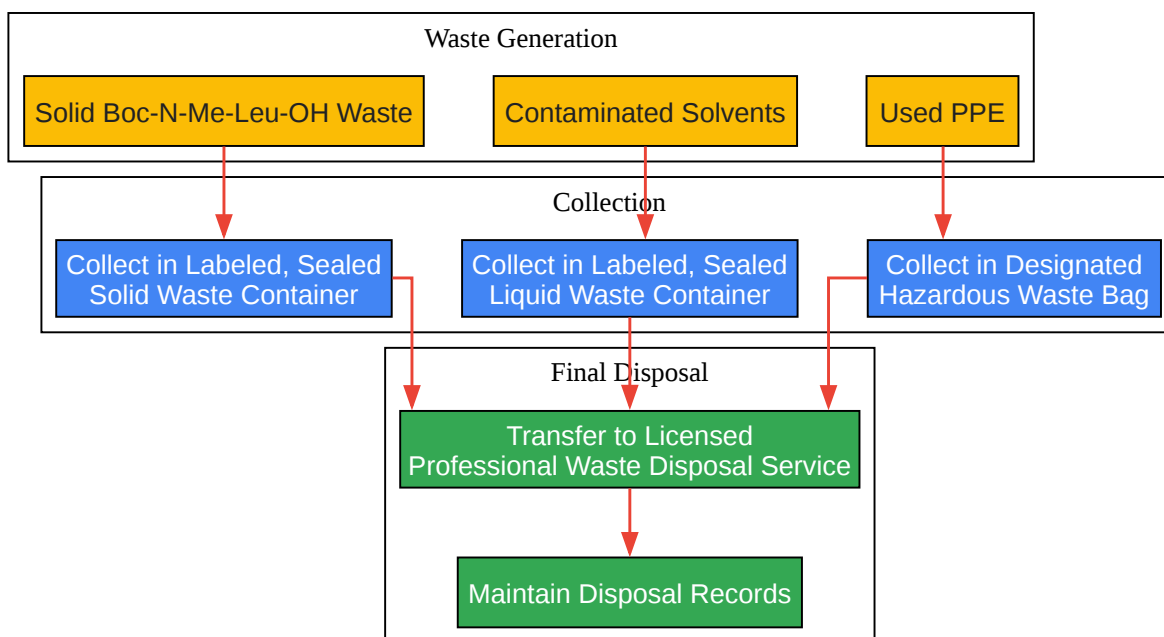 Waste Generation
Solid Boc-N-Me-Leu-OH Waste
Contaminated Solvents
Used PPE
Collection
Collect in Labeled, Sealed
Solid Waste Container
Collect in Labeled, Sealed
Liquid Waste Container
Collect in Designated
Hazardous Waste Bag
Final Disposal
Transfer to Licensed
Professional Waste Disposal Service
Maintain Disposal Records